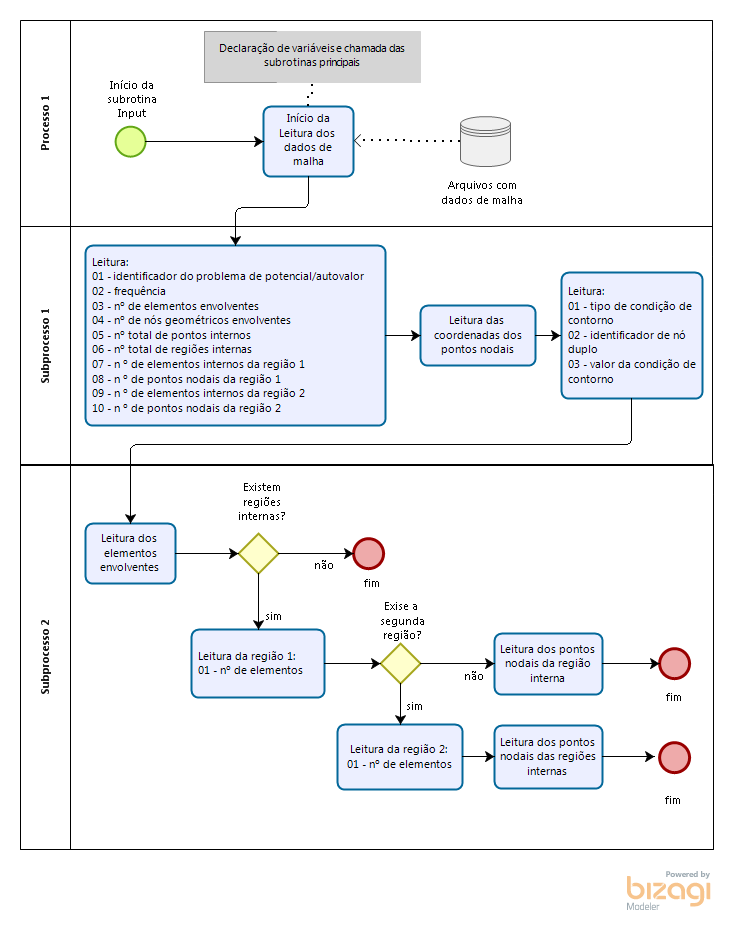 Processo 1
Declaração de variáveis e chamada das
subrotinas principais
Início da
subrotina
Input
Início da
Leitura dos
dados de
malha
Arquivos com
dados de malha
Subprocesso 1
Leitura:
01 - identificador do problema de potencial/autovalor
02 - frequência
03 - nº de elementos envolventes
04 - nº de nós geométricos envolventes
05 - nº total de pontos internos
06 - nº total de regiões internas
07 - n º de elementos internos da região 1
08 - n º de pontos nodais da região 1
09 - n º de elementos internos da região 2
10 - n º de pontos nodais da região 2
Leitura das
coordenadas dos
pontos nodais
Leitura:
01 - tipo de condição de
contorno
02 - identificador de nó
duplo
03 - valor da condição de
contorno
Subprocesso 2
Leitura dos
elementos
envolventes
Existem
regiões
internas?
não
fim
sim
Leitura da região 1:
01 - nº de elementos
Exise a
segunda
região?
não
Leitura dos pontos
nodais da região
interna
fim
sim
Leitura da região 2:
01 - nº de elementos
Leitura dos pontos
nodais das regiões
internas
fim
Powered by
bizagi
Modeler